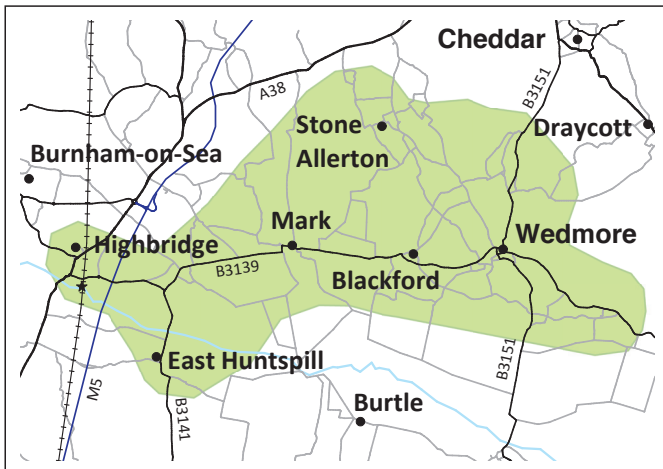 Cheddar
B3151
A38
Stone
Allerton
Draycott
Burnham-on-Sea
Mark
Wedmore
Highbridge
B3139
Blackford
East Huntspill
B3151
M5
B3141
Burtle